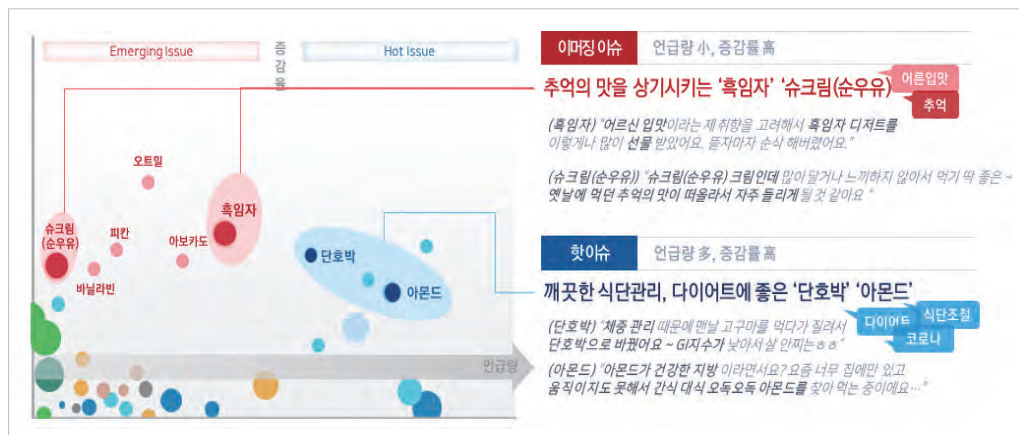 Emerging Issue
증감율
Hot Issue
오트밀
흑임자
슈크림
(순우유)
피칸
아보카도
바닐라빈
단호박
아몬드
언급량
이머징 이슈
언급량 小, 증감률 高
추억의 맛을 상기시키는 '흑임자' '슈크림(순우유)'
어른입맛
추억
(흑임자) "어르신 입맛이라는 제 취향을 고려해서 흑임자 디저트를
이렇게나 많이 선물 받았어요. 뜯자마자 순삭 해버렸어요."
(슈크림(순우유)) "슈크림(순우유) 크림인데 많이 달거나 느끼하지 않아서 먹기 딱 좋은 ~
옛날에 먹던 추억의 맛이 떠올라서 자주 들리게 될 것 같아요 "
핫이슈
언급량 多, 증감률 高
깨끗한 식단관리, 다이어트에 좋은 '단호박' '아몬드'
다이어트
식단조절
코로나
(단호박) "체중 관리 때문에 맨날 고구마를 먹다가 질려서
단호박으로 바꿨어요 ~ GI지수가 낮아서 살 안찌는ㅎㅎ"
(아몬드) "아몬드가 건강한 지방 이라면서요? 요즘 너무 집에만 있고
움직이지도 못해서 간식 대식 오독오독 아몬드를 찾아 먹는 중이에요…"